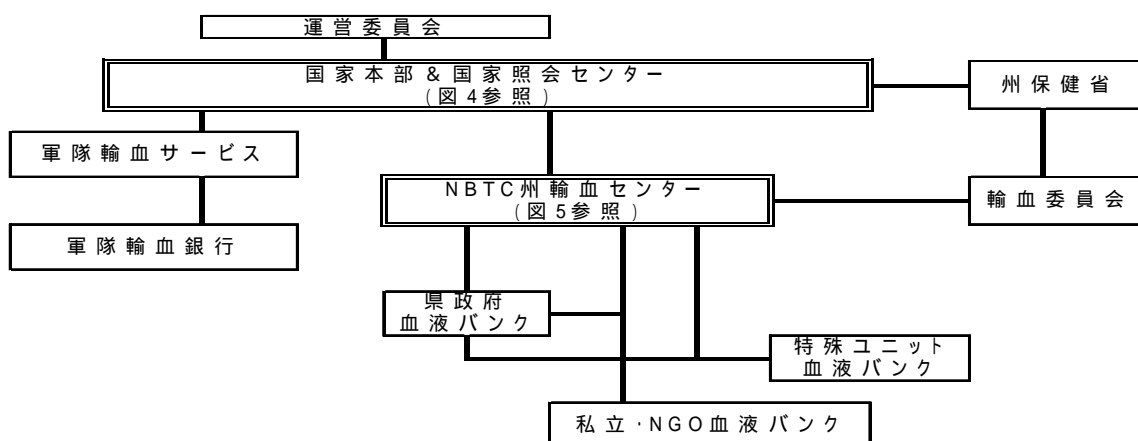 運営委員会
国家本部&国家照会センター
(図4参照)
州保健省
軍隊輸血サービス
NBTC州輸血センター
(図5参照)
輸血委員会
軍隊輸血銀行
県政府
血液バンク
特殊ユニット
血液バンク
私立・NGO血液バンク